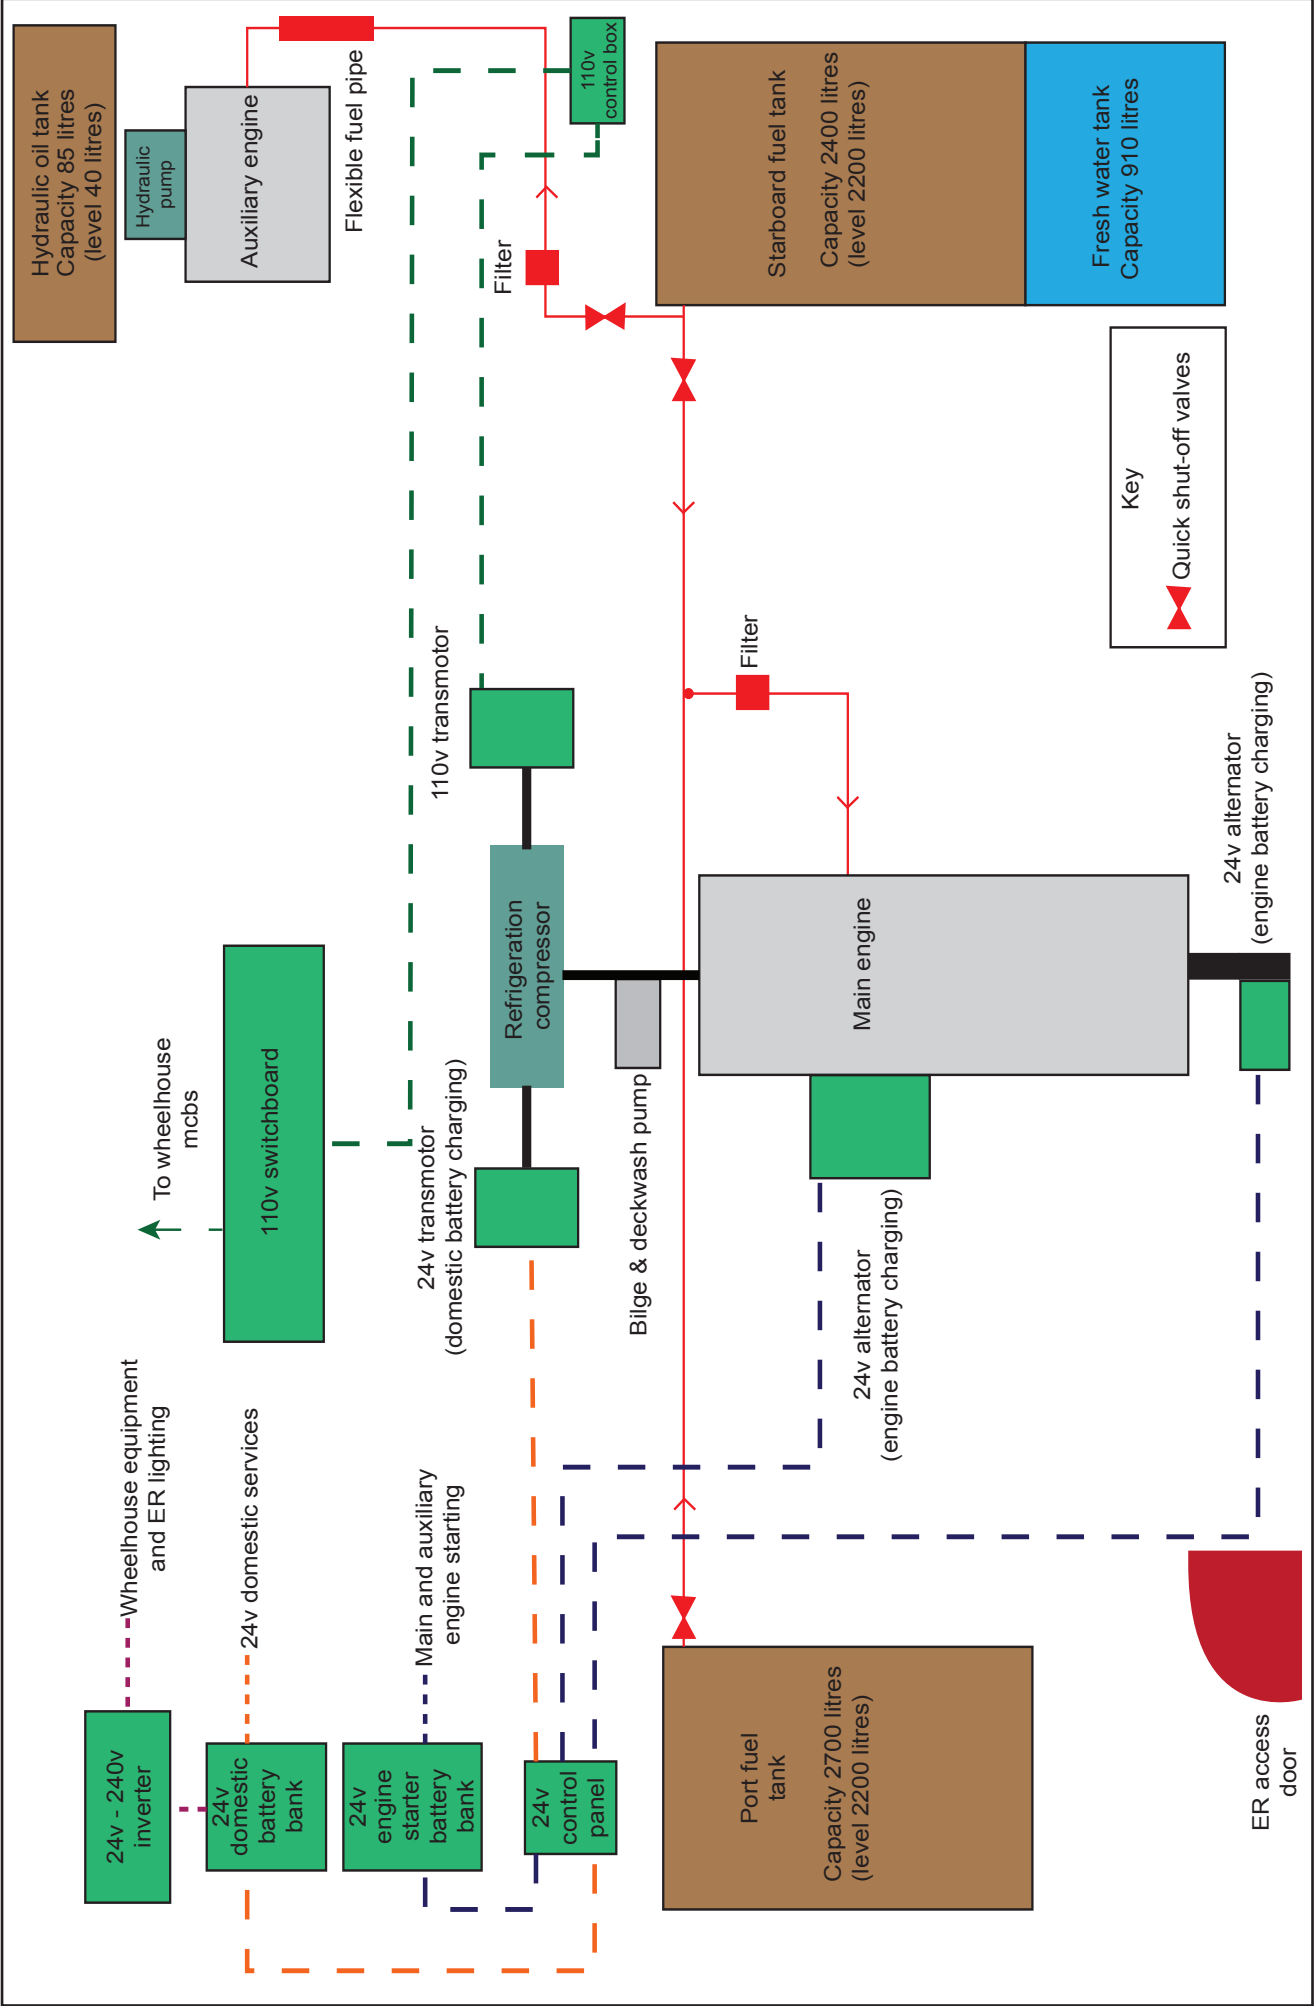 Wheelhouse equipment
and ER lighting
To wheelhouse
mcbs
Hydraulic oil tank
Capacity 85 litres
(level 40 litres)
24v - 240v
inverter
Hydraulic
pump
24v
domestic
battery
bank
24v domestic services
110v switchboard
Auxiliary engine
Flexible fuel pipe
24v
engine
starter
battery
bank
Main and auxiliary
engine starting
24v transmotor
(domestic battery charging)
110v transmotor
Filter
24v
control
panel
Refrigeration
compressor
110v
control box
Bilge & deckwash pump
Port fuel
tank
Capacity 2700 litres
(level 2200 litres)
24v alternator
(engine battery charging)
Main engine
Filter
Starboard fuel tank
Capacity 2400 litres
(level 2200 litres)
Fresh water tank
Capacity 910 litres
Key
Quick shut-off valves
ER access
door
24v alternator
(engine battery charging)